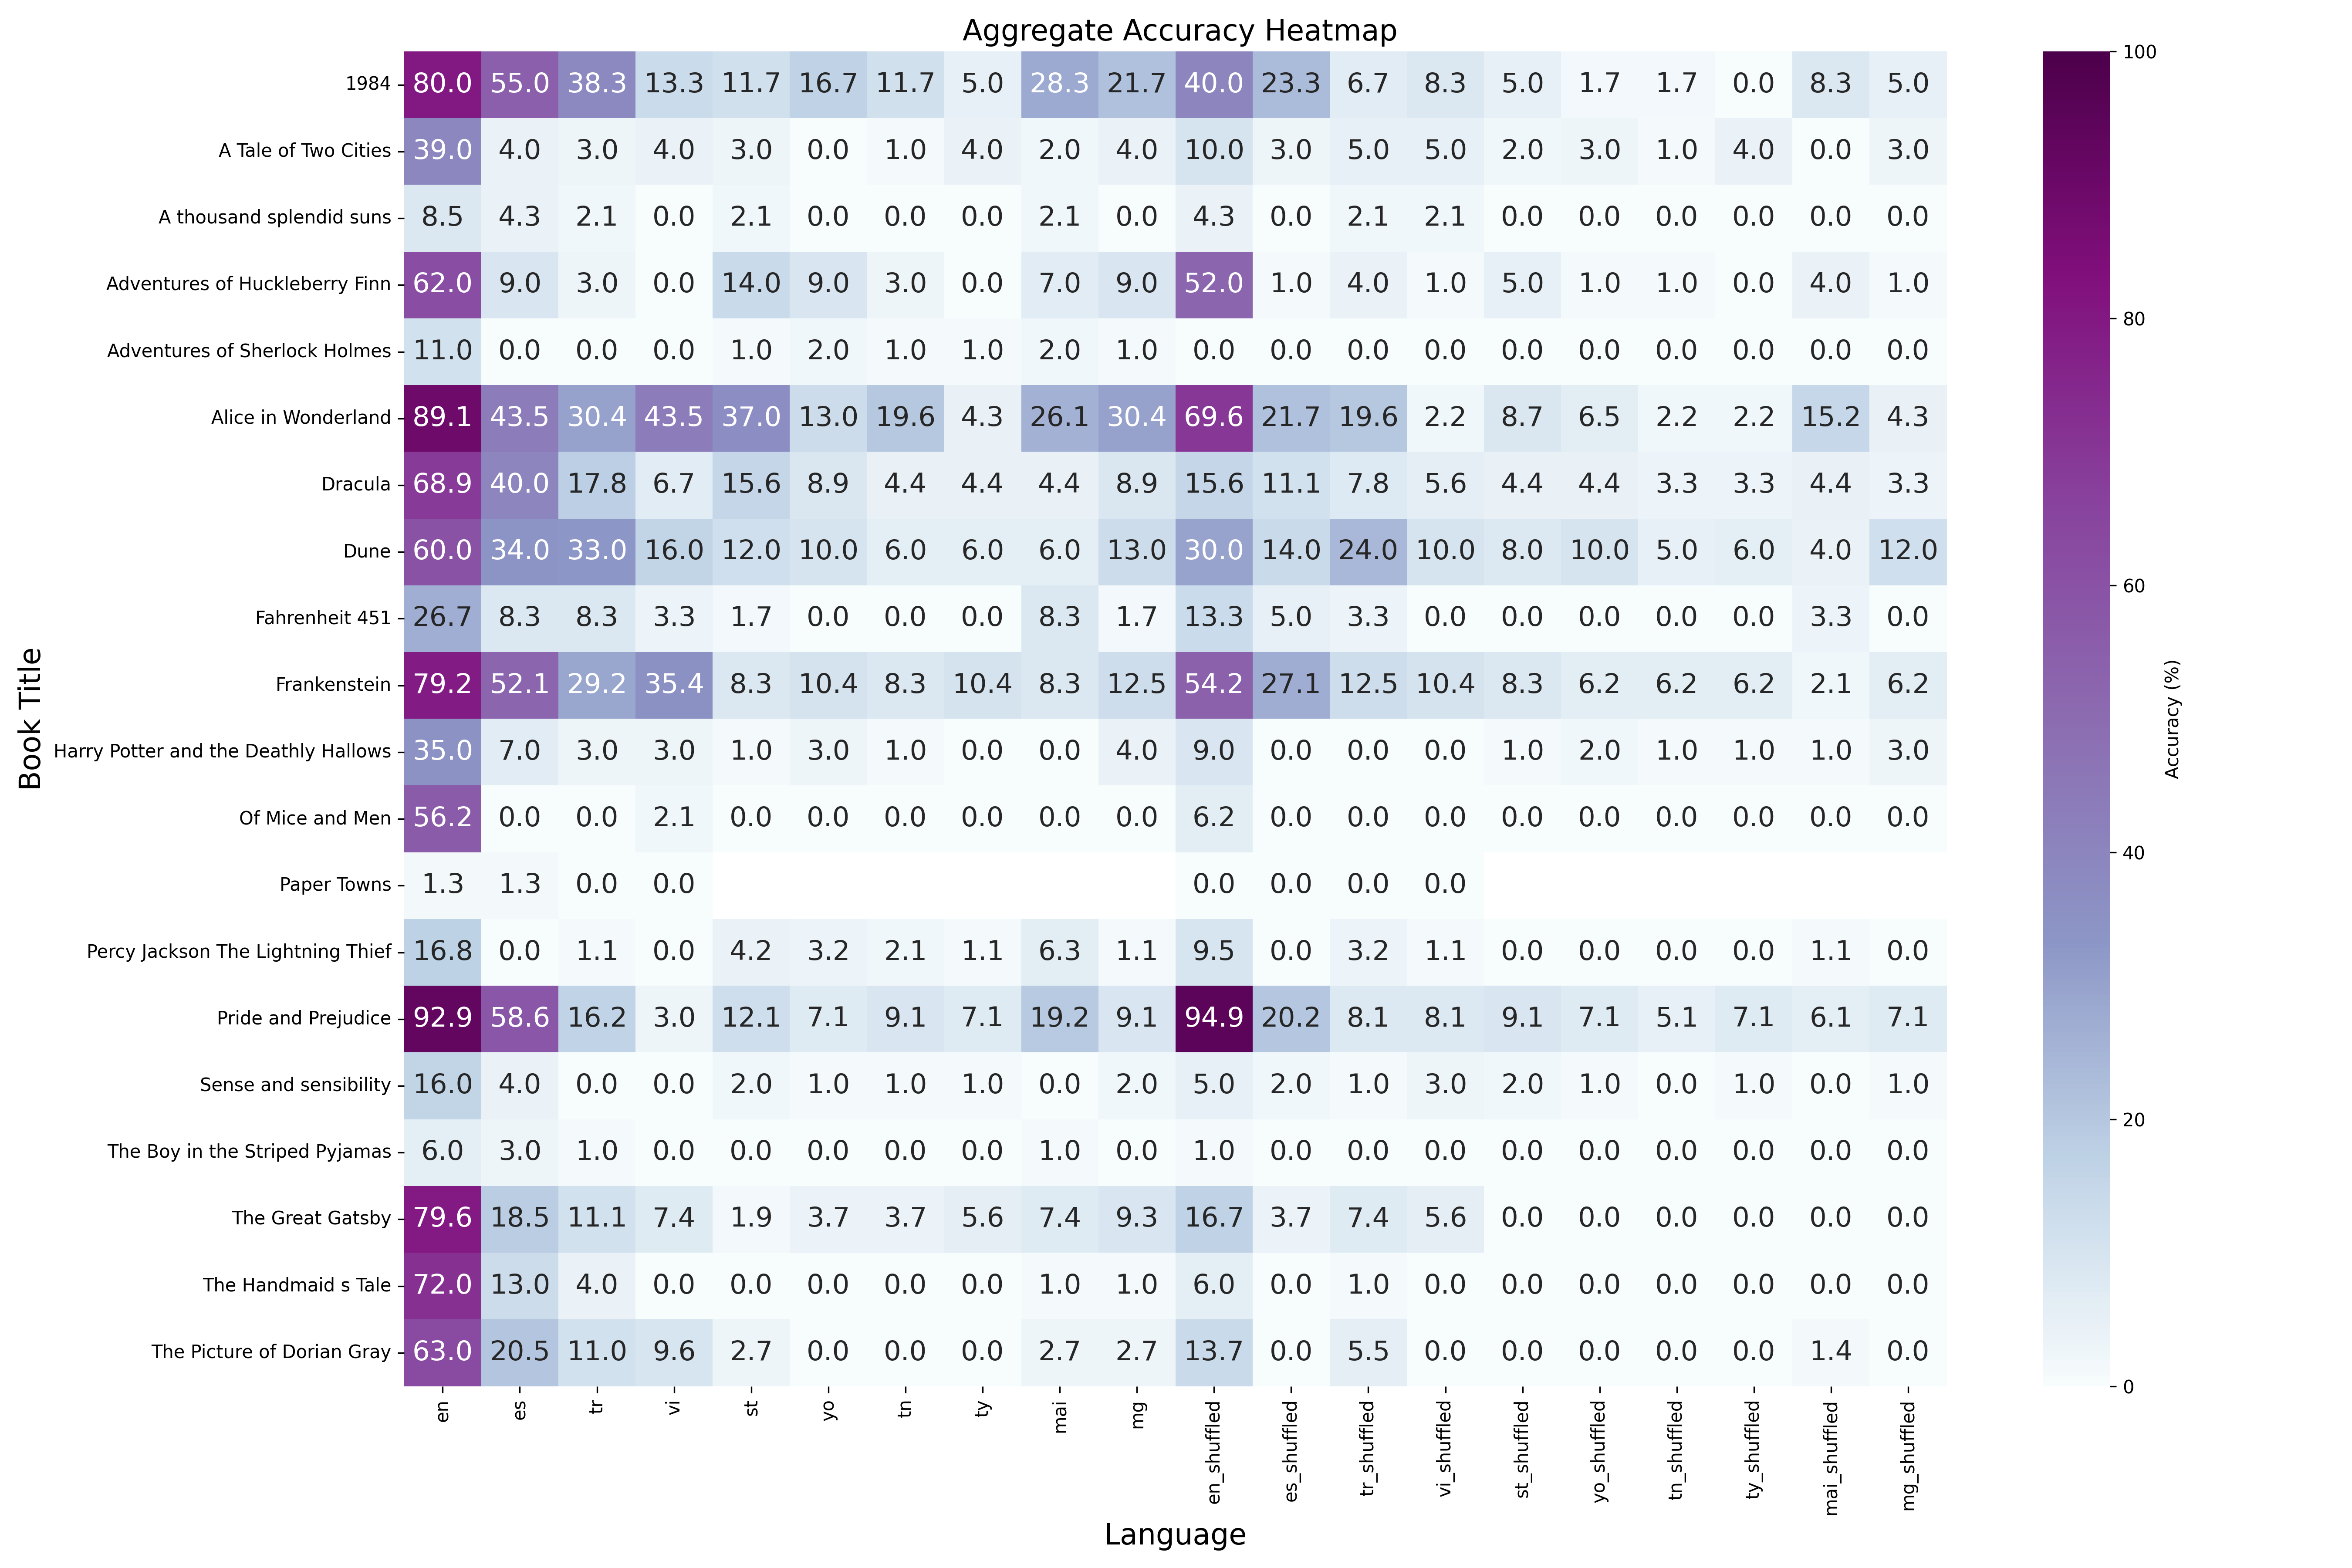 Aggregate Accuracy Heatmap
1984 80.0 55.0 38.3 13.3 11.7 16.7 11.7 5.0 28.3 21.7 40.0 23.3 6.7 8.3 5.0 1.7 1.7 0.0 8.3 5.0
A Tale of Two Cities 39.0 4.0 3.0 4.0 3.0 0.0 1.0 4.0 2.0 4.0 10.0 3.0 5.0 5.0 2.0 3.0 1.0 4.0 0.0 3.0
A thousand splendid suns 8.5 4.3 2.1 0.0 2.1 0.0 0.0 0.0 2.1 0.0 4.3 0.0 2.1 2.1 0.0 0.0 0.0 0.0 0.0 0.0
Adventures of Huckleberry Finn 62.0 9.0 3.0 0.0 14.0 9.0 3.0 0.0 7.0 9.0 52.0 1.0 4.0 1.0 5.0 1.0 1.0 0.0 4.0 1.0
Adventures of Sherlock Holmes 11.0 0.0 0.0 0.0 1.0 2.0 1.0 1.0 2.0 1.0 0.0 0.0 0.0 0.0 0.0 0.0 0.0 0.0 0.0 0.0
Alice in Wonderland 89.1 43.5 30.4 43.5 37.0 13.0 19.6 4.3 26.1 30.4 69.6 21.7 19.6 2.2 8.7 6.5 2.2 2.2 15.2 4.3
Dracula 68.9 40.0 17.8 6.7 15.6 8.9 4.4 4.4 4.4 8.9 15.6 11.1 7.8 5.6 4.4 4.4 3.3 3.3 4.4 3.3
Dune 60.0 34.0 33.0 16.0 12.0 10.0 6.0 6.0 6.0 13.0 30.0 14.0 24.0 10.0 8.0 10.0 5.0 6.0 4.0 12.0
Fahrenheit 451 26.7 8.3 8.3 3.3 1.7 0.0 0.0 0.0 8.3 1.7 13.3 5.0 3.3 0.0 0.0 0.0 0.0 0.0 3.3 0.0
Frankenstein 79.2 52.1 29.2 35.4 8.3 10.4 8.3 10.4 8.3 12.5 54.2 27.1 12.5 10.4 8.3 6.2 6.2 6.2 2.1 6.2
Harry Potter and the Deathly Hallows 35.0 7.0 3.0 3.0 1.0 3.0 1.0 0.0 0.0 4.0 9.0 0.0 0.0 0.0 1.0 2.0 1.0 1.0 1.0 3.0
Of Mice and Men 56.2 0.0 0.0 2.1 0.0 0.0 0.0 0.0 0.0 0.0 6.2 0.0 0.0 0.0 0.0 0.0 0.0 0.0 0.0 0.0
Paper Towns 1.3 1.3 0.0 0.0 0.0 0.0 0.0 0.0
Percy Jackson The Lightning Thief 16.8 0.0 1.1 0.0 4.2 3.2 2.1 1.1 6.3 1.1 9.5 0.0 3.2 1.1 0.0 0.0 0.0 0.0 1.1 0.0
Pride and Prejudice 92.9 58.6 16.2 3.0 12.1 7.1 9.1 7.1 19.2 9.1 94.9 20.2 8.1 8.1 9.1 7.1 5.1 7.1 6.1 7.1
Sense and sensibility 16.0 4.0 0.0 0.0 2.0 1.0 1.0 1.0 0.0 2.0 5.0 2.0 1.0 3.0 2.0 1.0 0.0 1.0 0.0 1.0
The Boy in the Striped Pyjamas 6.0 3.0 1.0 0.0 0.0 0.0 0.0 0.0 1.0 0.0 1.0 0.0 0.0 0.0 0.0 0.0 0.0 0.0 0.0 0.0
The Great Gatsby 79.6 18.5 11.1 7.4 1.9 3.7 3.7 5.6 7.4 9.3 16.7 3.7 7.4 5.6 0.0 0.0 0.0 0.0 0.0 0.0
The Handmaid s Tale 72.0 13.0 4.0 0.0 0.0 0.0 0.0 0.0 1.0 1.0 6.0 0.0 1.0 0.0 0.0 0.0 0.0 0.0 0.0 0.0
The Picture of Dorian Gray 63.0 20.5 11.0 9.6 2.7 0.0 0.0 0.0 2.7 2.7 13.7 0.0 5.5 0.0 0.0 0.0 0.0 0.0 1.4 0.0
en es tr vi st yo tn ty mai mg en_shuffled es_shuffled tr_shuffled vi_shuffled st_shuffled yo_shuffled tn_shuffled ty_shuffled mai_shuffled mg_shuffled
Language
Book Title
100
80
60
40
20
0
Accuracy (%)